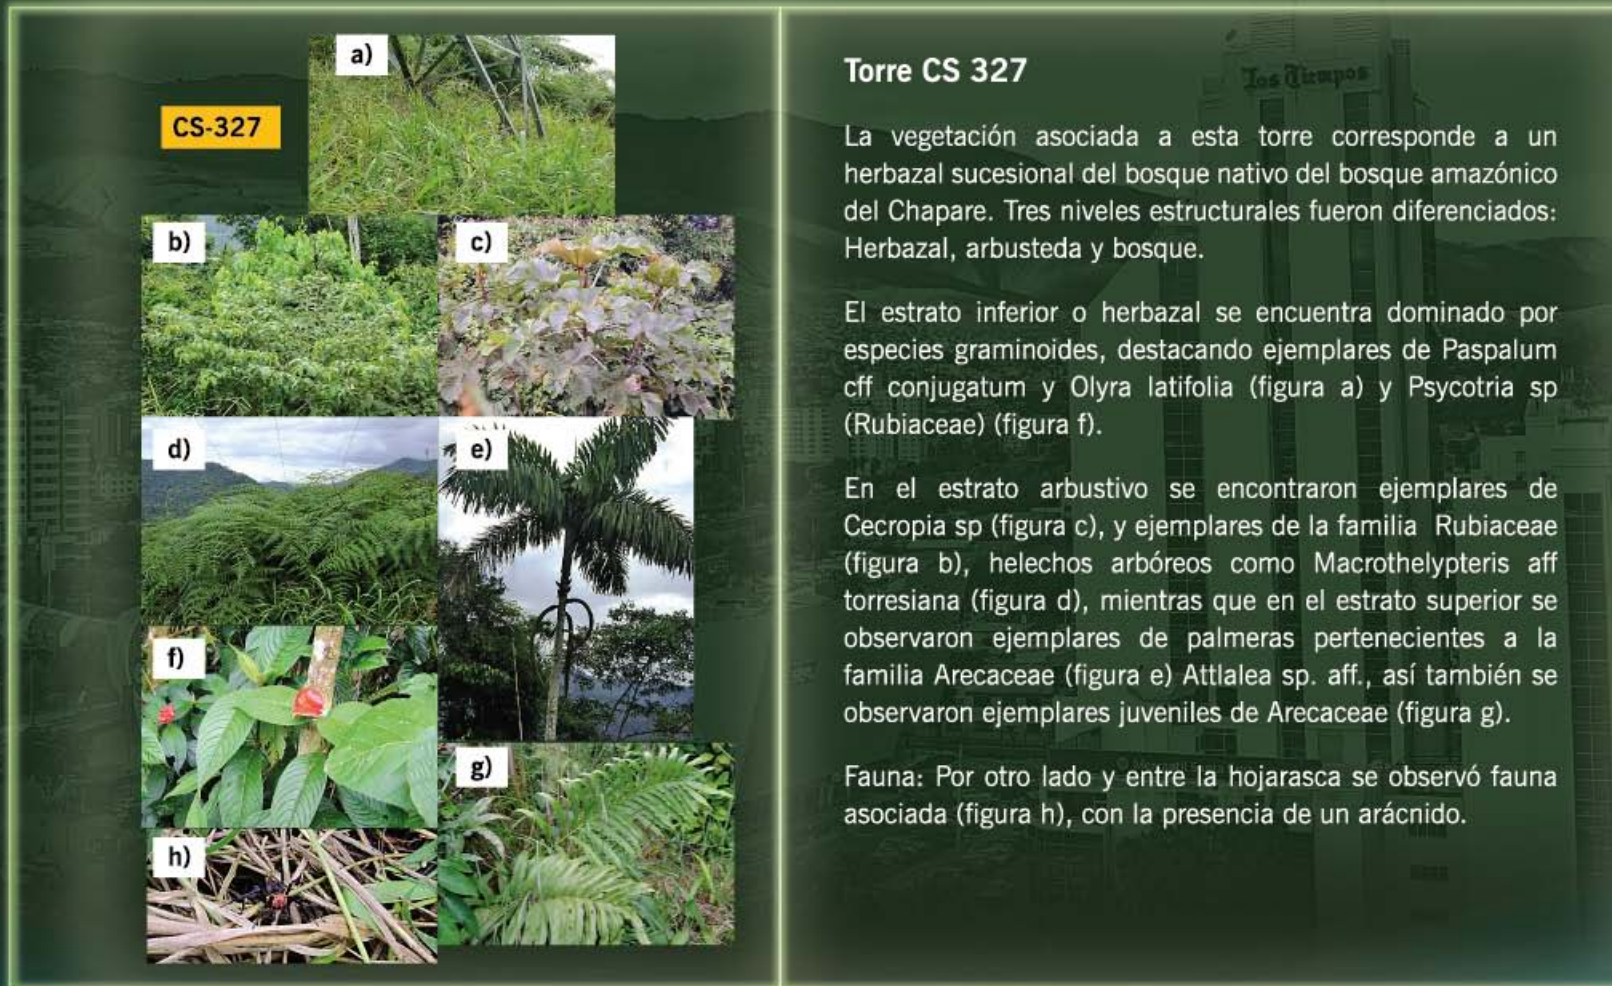 a)
CS-327
b)
c)
d)
e)
f)
g)
h)
Los Tiempos
Torre CS 327
La vegetación asociada a esta torre corresponde a un
herbazal sucesional del bosque nativo del bosque amazónico
del Chapare. Tres niveles estructurales fueron diferenciados:
Herbazal, arbusteda y bosque.
El estrato inferior o herbazal se encuentra dominado por
especies graminoides, destacando ejemplares de Paspalum
cff conjugatum y Olyra latifolia (figura a) y Psycotria sp
(Rubiaceae) (figura f).
En el estrato arbustivo se encontraron ejemplares de
Cecropia sp (figura c), y ejemplares de la familia Rubiaceae
(figura b), helechos arbóreos como Macrothelypteris aff
torresiana (figura d), mientras que en el estrato superior se
observaron ejemplares de palmeras pertenecientes a la
familia Arecaceae (figura e) Attlalea sp. aff., así también se
observaron ejemplares juveniles de Arecaceae (figura g).
Fauna: Por otro lado y entre la hojarasca se observó fauna
asociada (figura h), con la presencia de un arácnido.